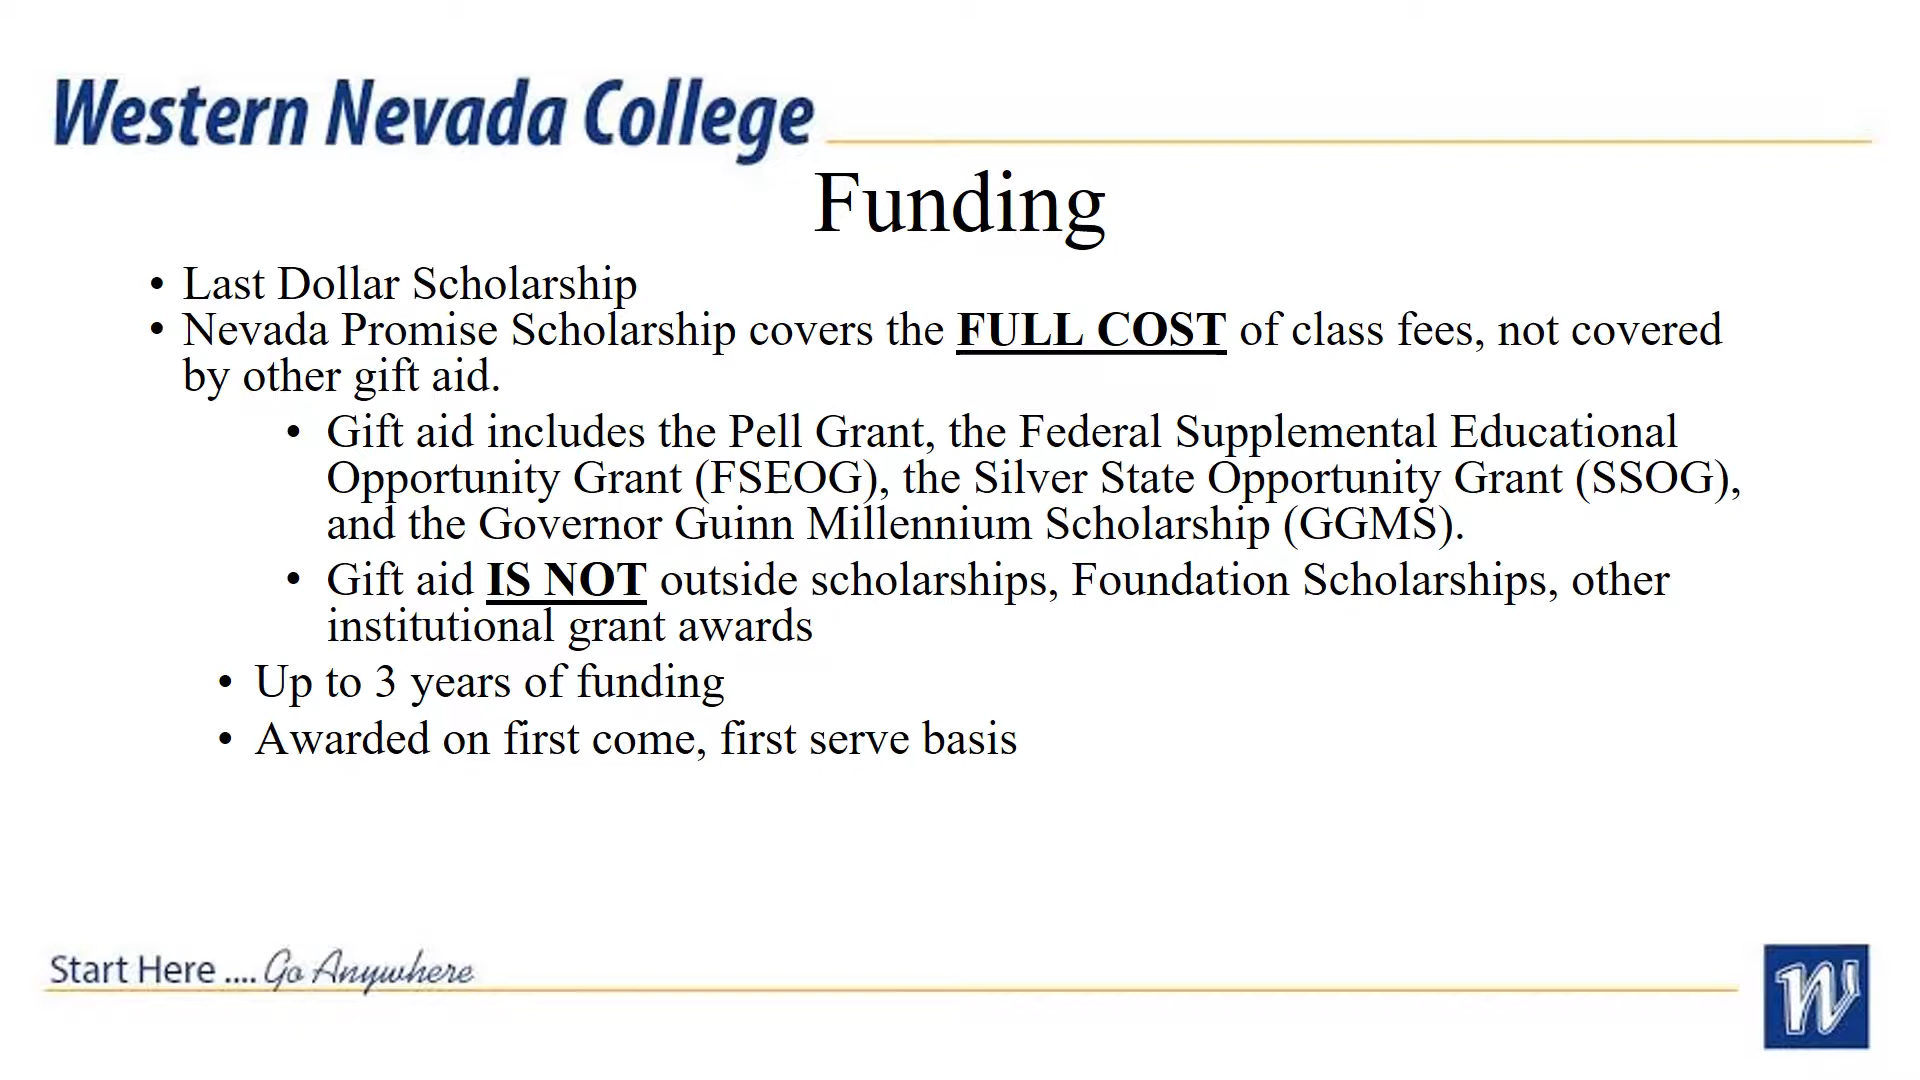 Western Nevada College
Funding
• Last Dollar Scholarship
• Nevada Promise Scholarship covers the FULL COST of class fees, not covered
by other gift aid.
• Gift aid includes the Pell Grant, the Federal Supplemental Educational
Opportunity Grant (FSEOG), the Silver State Opportunity Grant (SSOG),
and the Governor Guinn Millennium Scholarship (GGMS).
• Gift aid IS NOT outside scholarships, Foundation Scholarships, other
institutional grant awards
• Up to 3 years of funding
• Awarded on first come, first serve basis
Start Here .... Go Anywhere
W